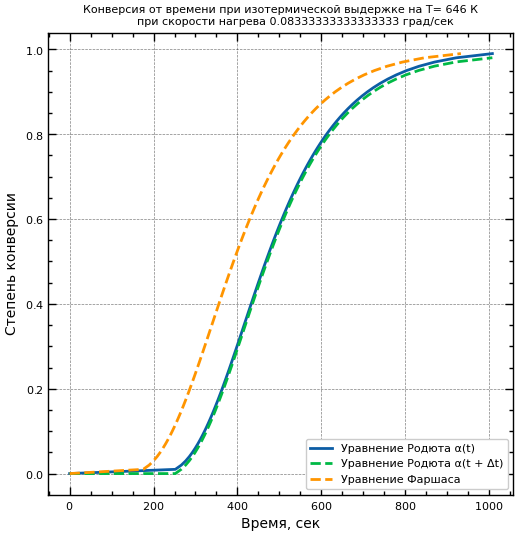 Конверсия от времени при изотермической выдержке на T= 646 K
при скорости нагрева 0.08333333333333333 град/сек
Степень конверсии
1.0
0.8
0.6
0.4
0.2
0.0
Уравнение Родюта α(t)
Уравнение Родюта α(t + Δt)
Уравнение Фаршаса
0
200
400
600
800
1000
Время, сек